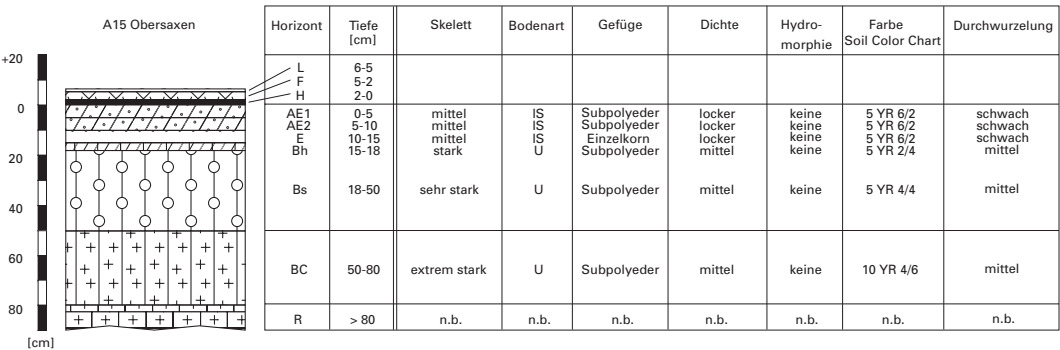 A15 Obersaxen
Horizont Tiefe [cm] Skelett Bodenart Gefüge Dichte Hydro-morphie Farbe Soil Color Chart Durchwurzelung
L 6-5
F 5-2
H 2-0
AE1 0-5 mittel lS Subpolyeder locker keine 5 YR 6/2 schwach
AE2 5-10 mittel lS Subpolyeder locker keine 5 YR 6/2 schwach
E 10-15 mittel lS Einzelkorn locker keine 5 YR 6/2 schwach
Bh 15-18 stark U Subpolyeder mittel keine 5 YR 2/4 mittel
Bs 18-50 sehr stark U Subpolyeder mittel keine 5 YR 4/4 mittel
BC 50-80 extrem stark U Subpolyeder mittel keine 10 YR 4/6 mittel
R > 80 n.b. n.b. n.b. n.b. n.b. n.b. n.b.
+20
0
20
40
60
80
[cm]